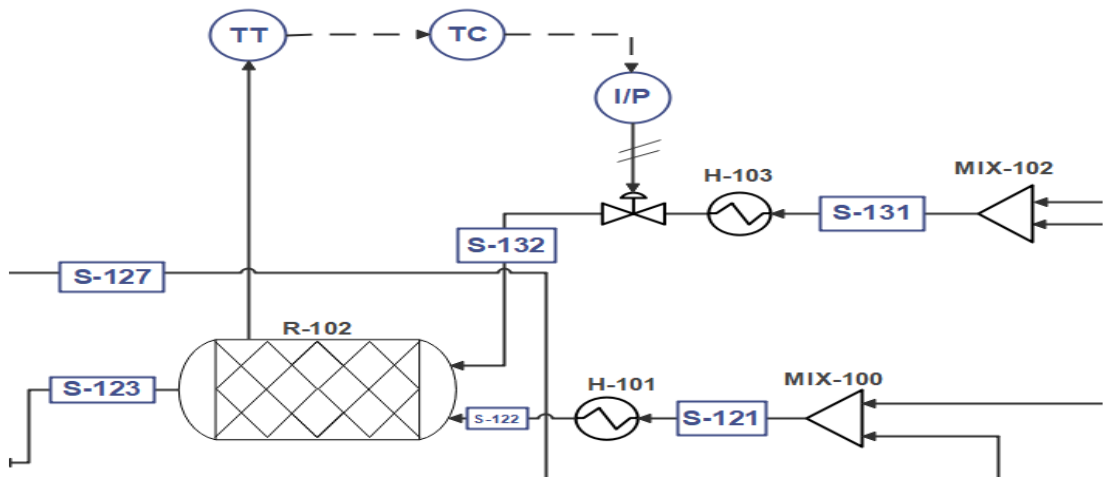 TT
TC
I/P
H-103
MIX-102
S-131
S-132
S-127
R-102
S-123
S-122
H-101
S-121
MIX-100